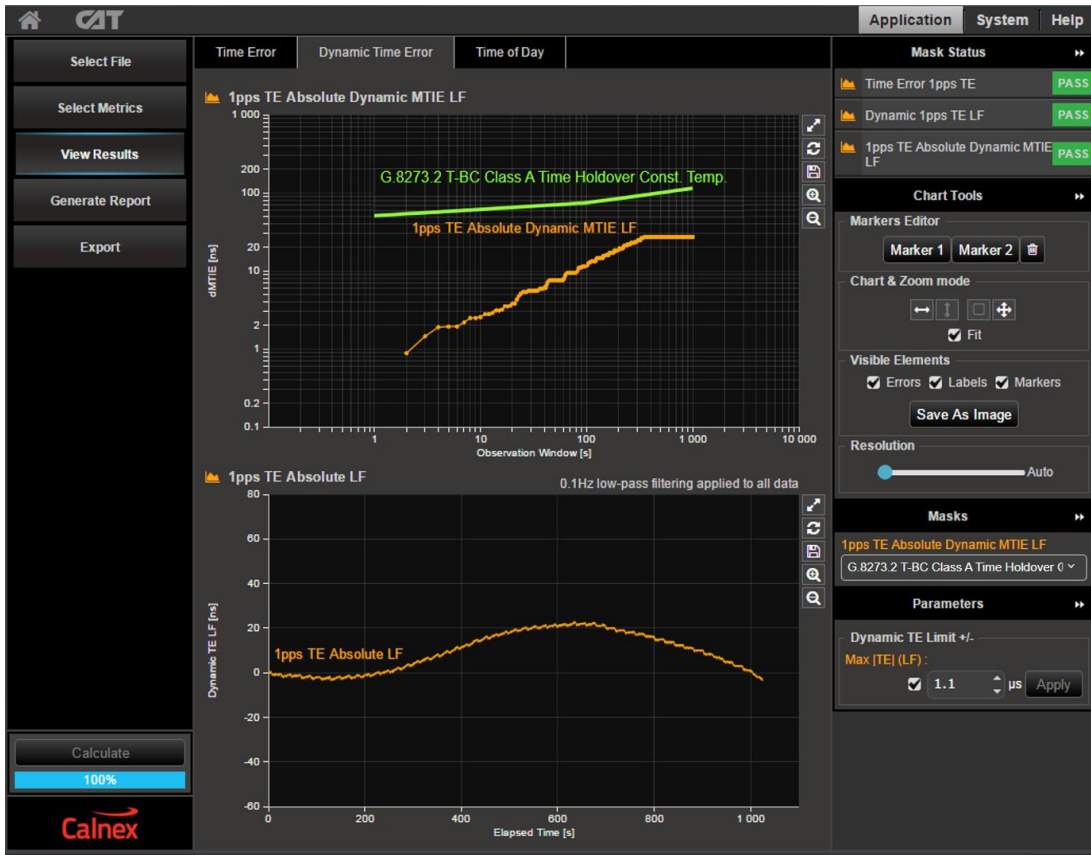 CAT
Application System Help
Select File
Select Metrics
View Results
Generate Report
Export
Calculate
100%
Calnex
Time Error Dynamic Time Error Time of Day
1pps TE Absolute Dynamic MTIE LF
1 000
200
100
20
10
2
1
0.2
0.1
dMTIE [ns]
G.8273.2 T-BC Class A Time Holdover Const. Temp.
1pps TE Absolute Dynamic MTIE LF
1 10 100 1 000 10 000
Observation Window [s]
1pps TE Absolute LF
0.1Hz low-pass filtering applied to all data
80
60
40
20
0
-20
-40
-60
Dynamic TE LF [ns]
1pps TE Absolute LF
0 200 400 600 800 1 000
Elapsed Time [s]
Mask Status
Time Error 1pps TE PASS
Dynamic 1pps TE LF PASS
1pps TE Absolute Dynamic MTIE
LF PASS
Chart Tools
Markers Editor
Marker 1 Marker 2
Chart & Zoom mode
Fit
Visible Elements
Errors Labels Markers
Save As Image
Resolution
Auto
Masks
1pps TE Absolute Dynamic MTIE LF
G.8273.2 T-BC Class A Time Holdover
Parameters
Dynamic TE Limit +/-
Max |TE| (LF) :
1.1 µs Apply